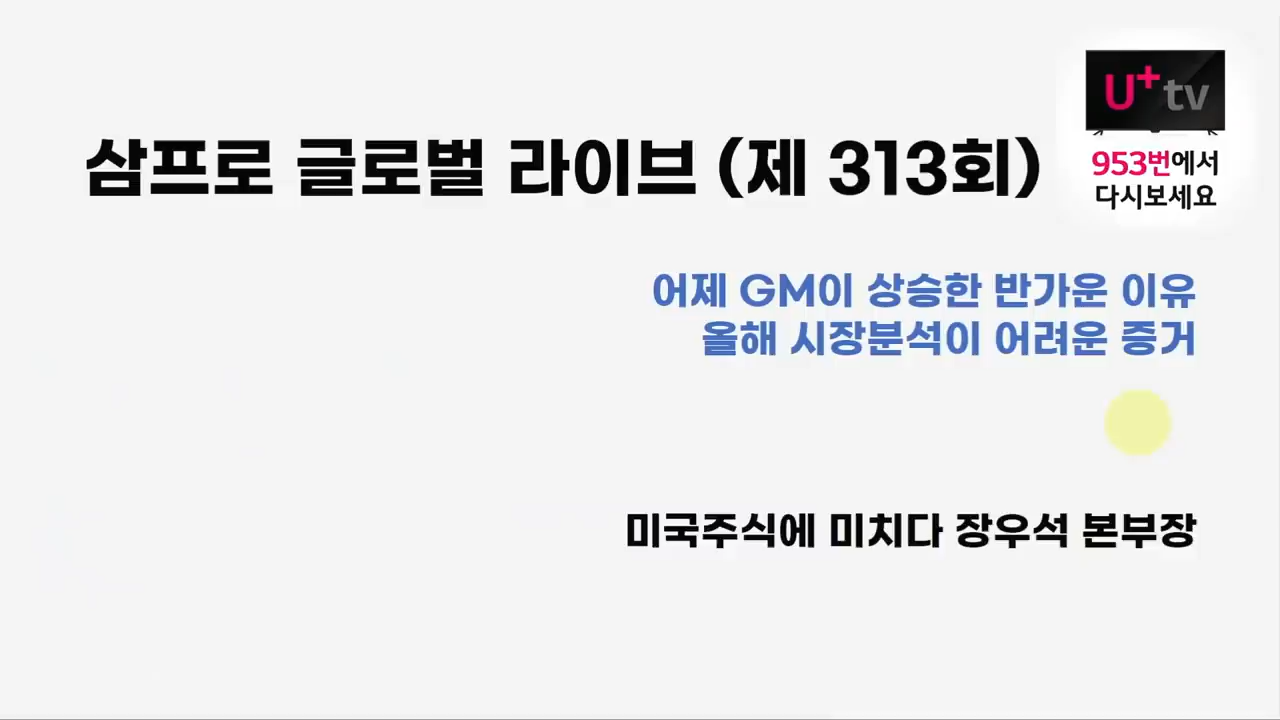 삼프로 글로벌 라이브 (제 313회)
U+tv
953번에서
다시보세요
어제 GM이 상승한 반가운 이유
올해 시장분석이 어려운 증거
미국주식에 미치다 장우석 본부장